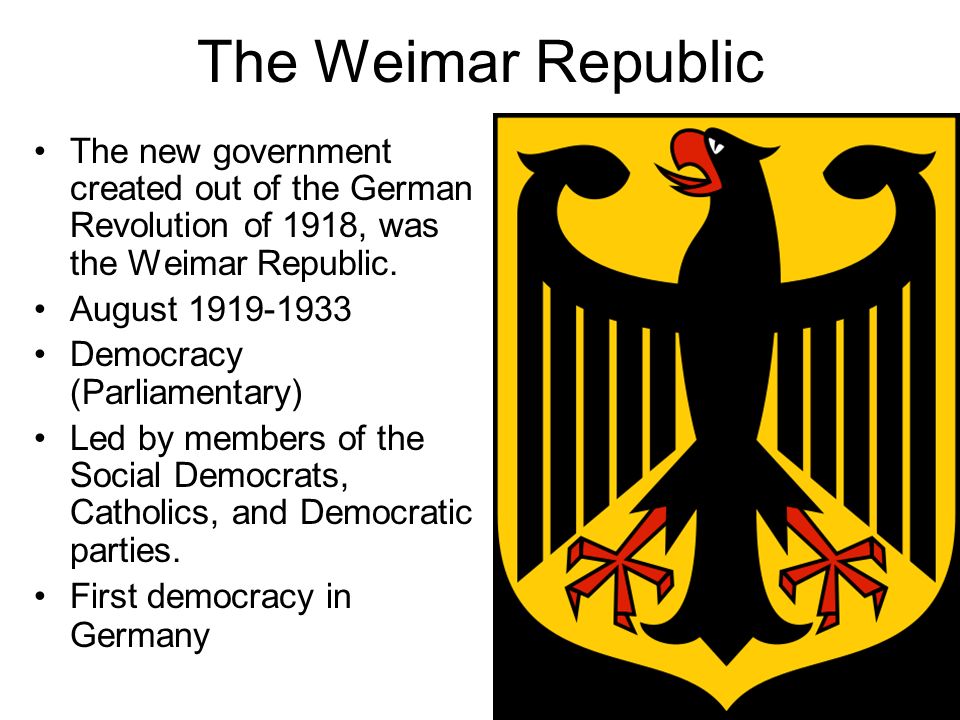 The Weimar Republic
• The new government
created out of the German
Revolution of 1918, was
the Weimar Republic.
• August 1919-1933
• Democracy
(Parliamentary)
• Led by members of the
Social Democrats,
Catholics, and Democratic
parties.
• First democracy in
Germany